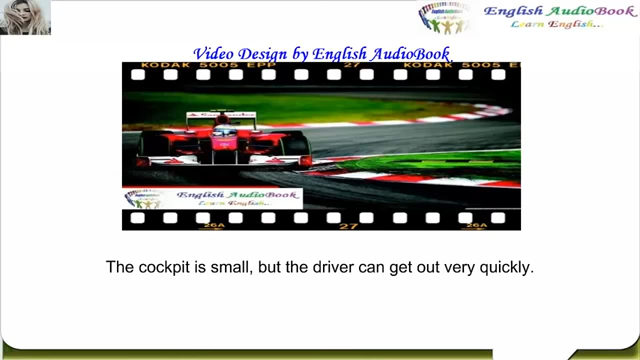 English AudioBook
Learn English...
Video Design by English AudioBook
KODAK 5005 EPP 27 KODAK 5005 E
Santander
English AudioBook
Learn English...
26A 27 26A
The cockpit is small, but the driver can get out very quickly.